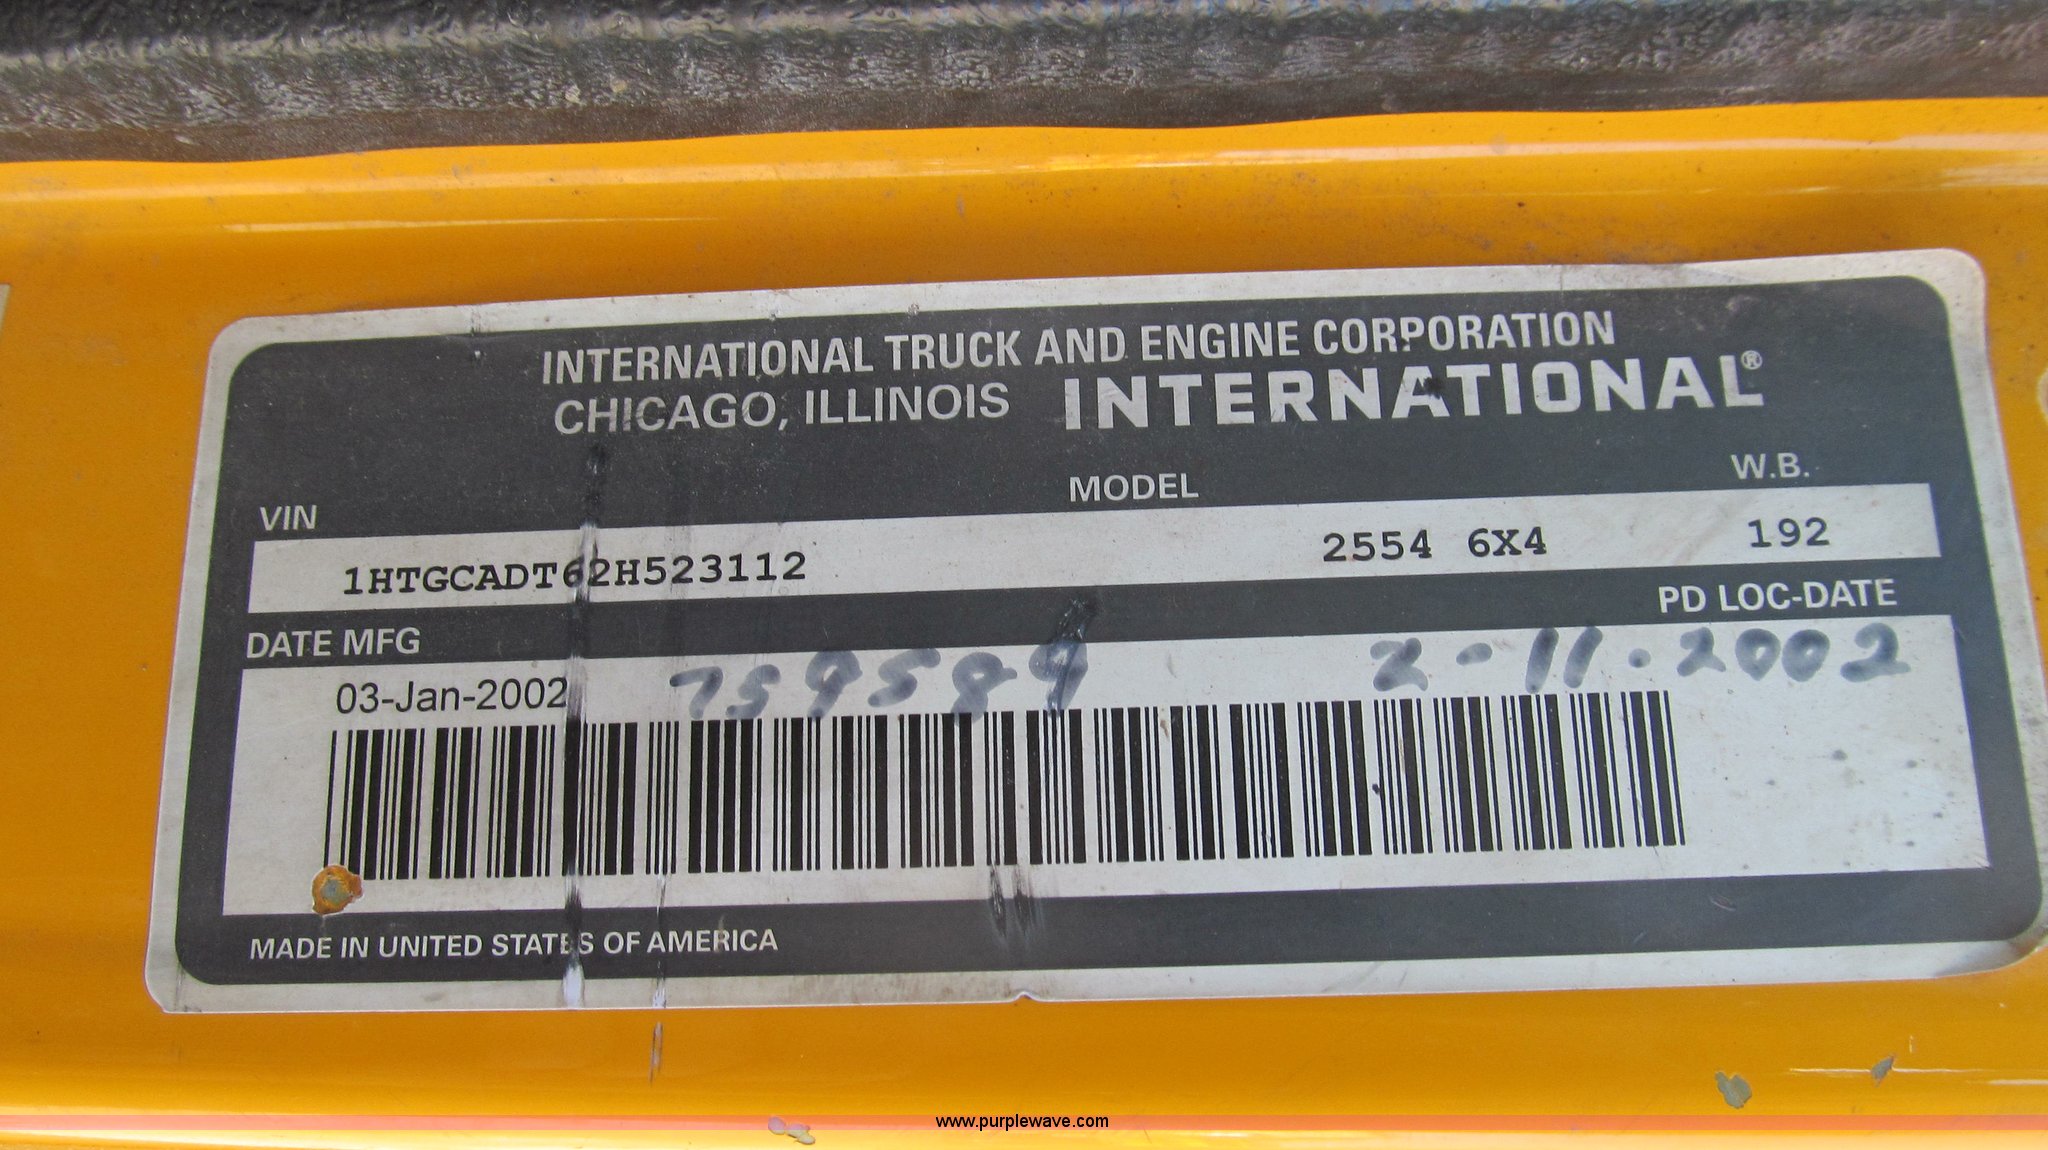 INTERNATIONAL TRUCK AND ENGINE CORPORATION
CHICAGO, ILLINOIS INTERNATIONAL®
VIN MODEL W.B.
1HTGCADT62H523112 2554 6X4 192
DATE MFG PD LOC-DATE
03-Jan-2002 759589 2-11.2002
MADE IN UNITED STATES OF AMERICA
www.purplewave.com